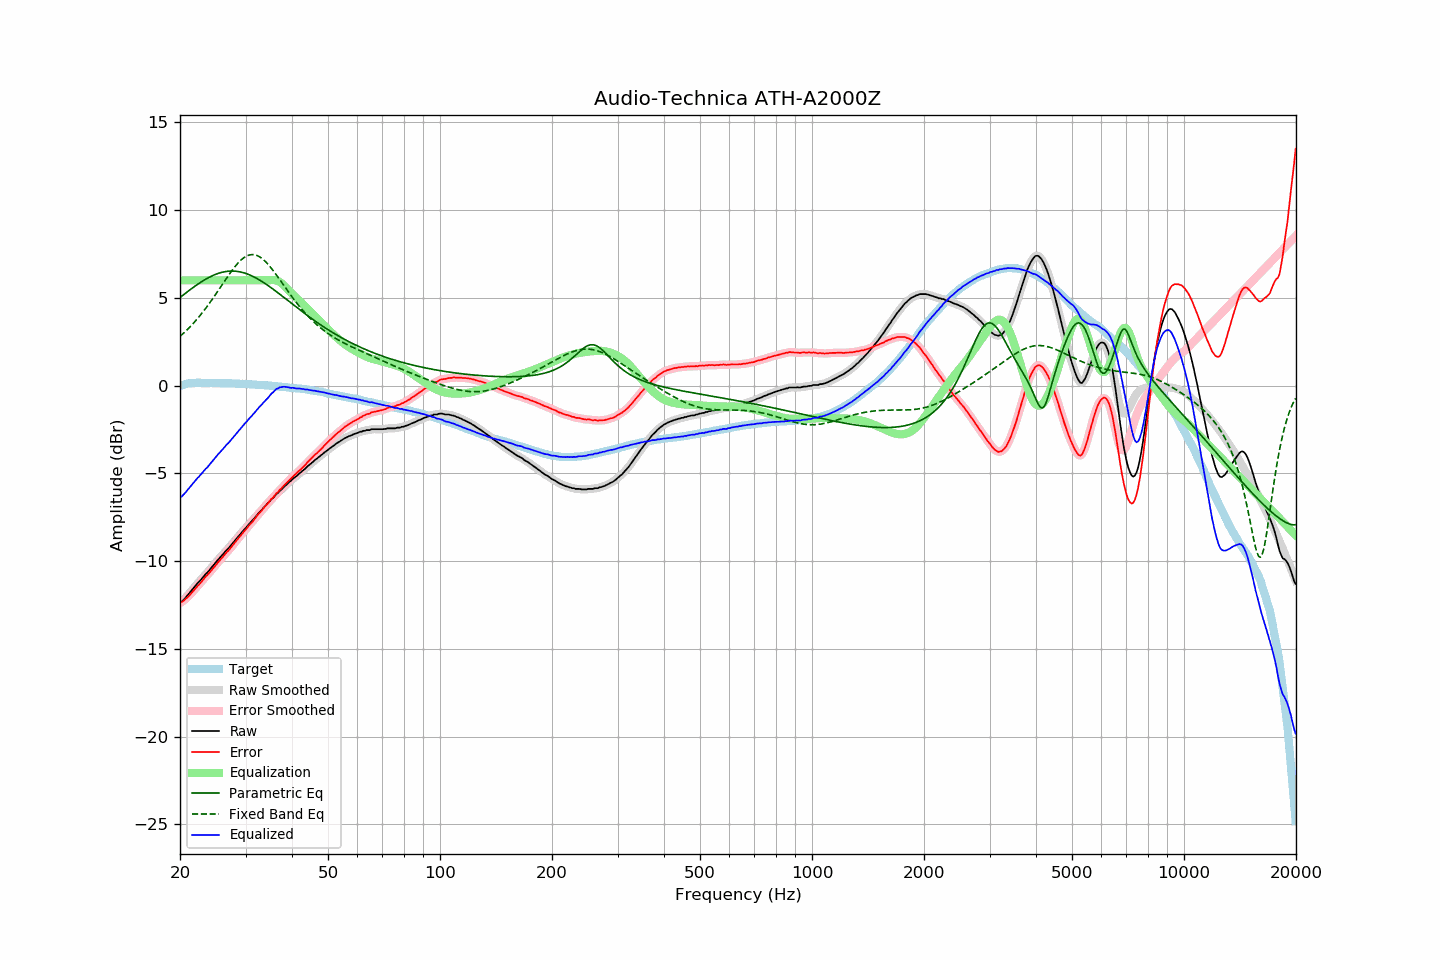 Audio-Technica ATH-A2000Z
15
10
5
0
−5
−10
−15
−20
−25
Amplitude (dBr)
Target
Raw Smoothed
Error Smoothed
Raw
Error
Equalization
Parametric Eq
Fixed Band Eq
Equalized
20 50 100 200 500 1000 2000 5000 10000 20000
Frequency (Hz)